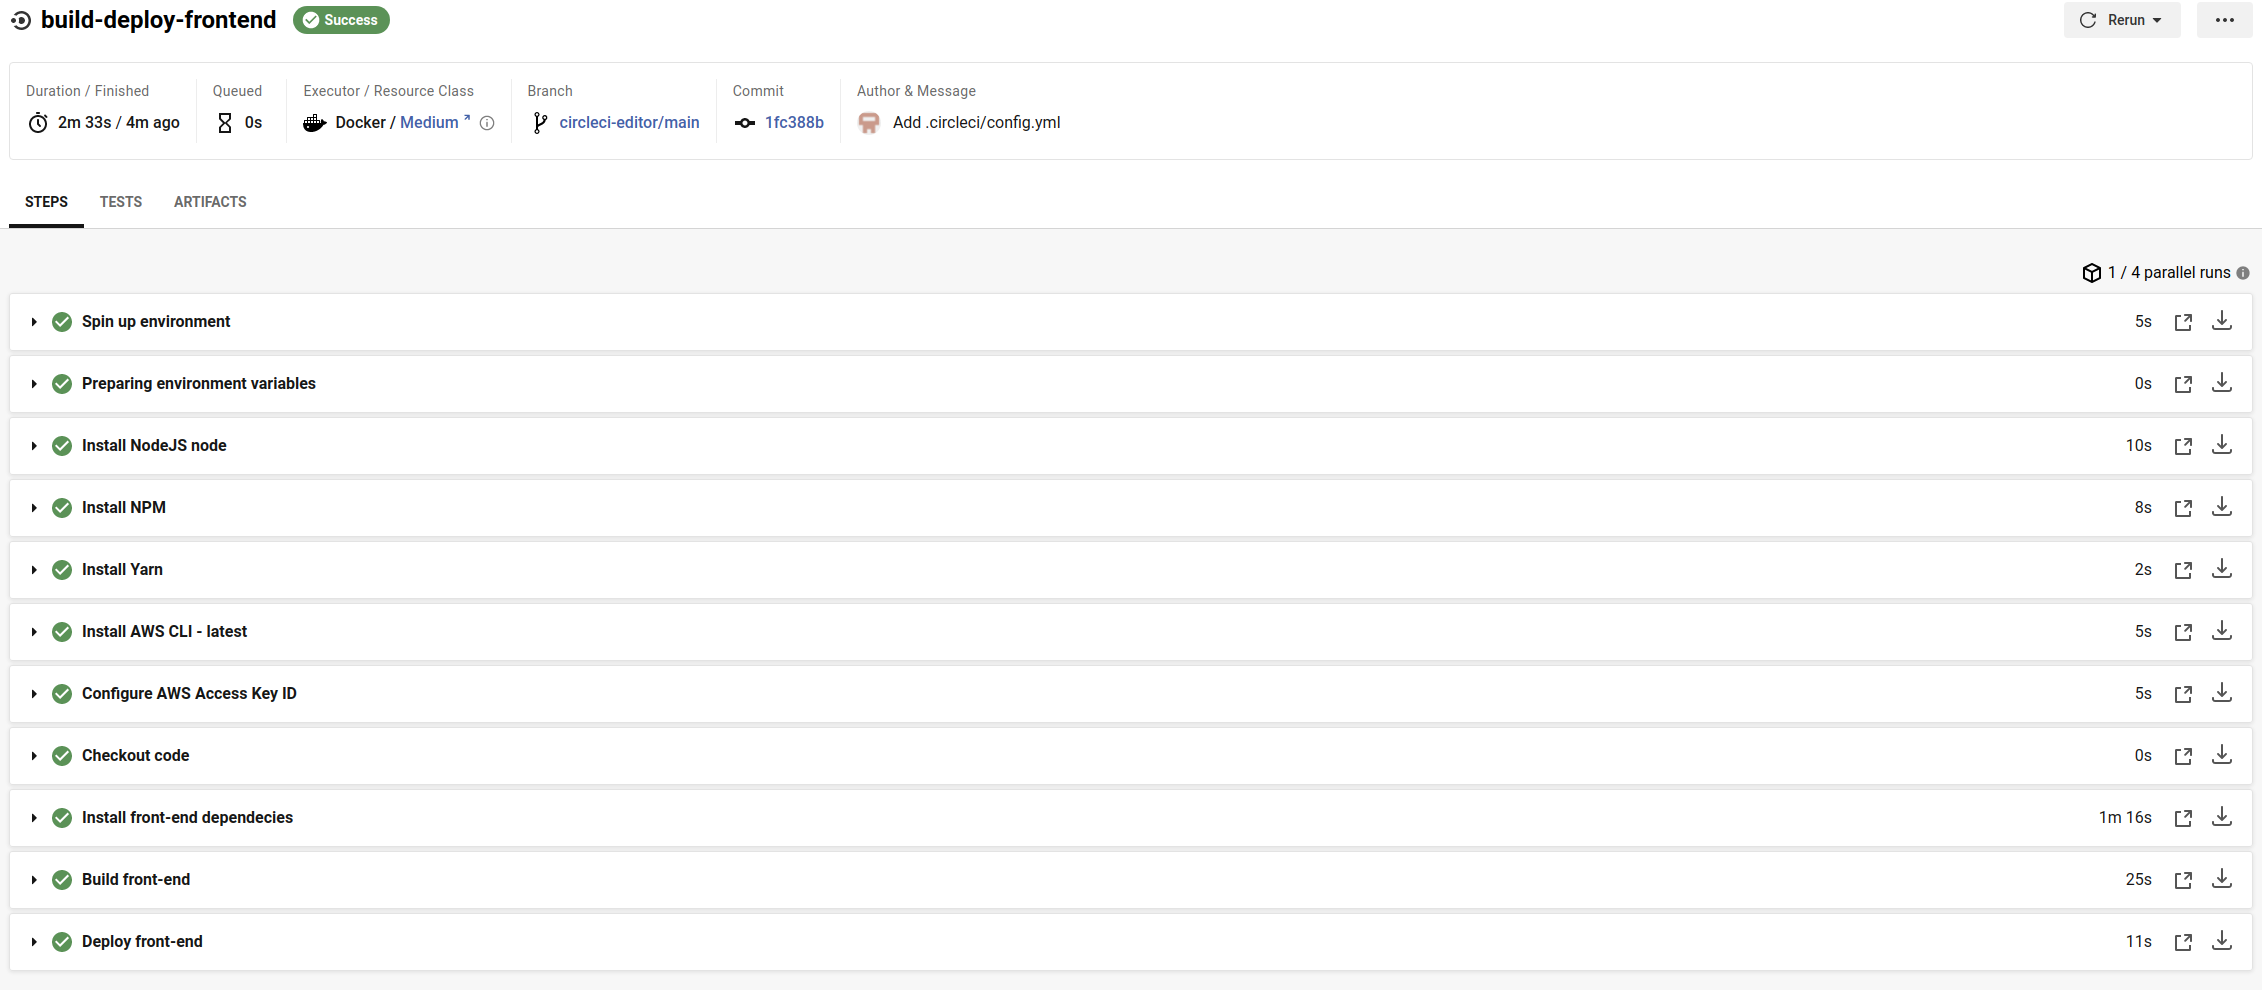 build-deploy-frontend Success Rerun
Duration / Finished Queued Executor / Resource Class Branch Commit Author & Message
2m 33s / 4m ago 0s Docker / Medium circleci-editor/main 1fc388b Add .circleci/config.yml
STEPS TESTS ARTIFACTS
1 / 4 parallel runs
Spin up environment 5s
Preparing environment variables 0s
Install NodeJS node 10s
Install NPM 8s
Install Yarn 2s
Install AWS CLI - latest 5s
Configure AWS Access Key ID 5s
Checkout code 0s
Install front-end dependecies 1m 16s
Build front-end 25s
Deploy front-end 11s